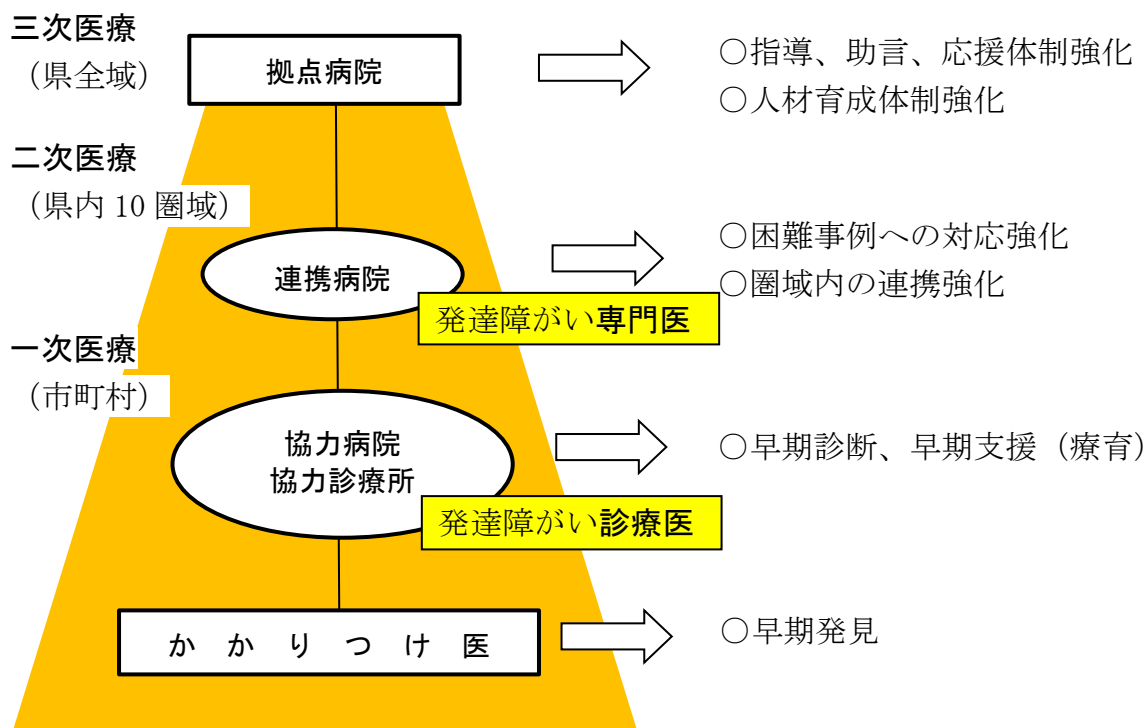 三次医療
（県全域）
拠点病院
○指導、助言、応援体制強化
○人材育成体制強化
二次医療
（県内 10 圏域）
連携病院
発達障がい専門医
○困難事例への対応強化
○圏域内の連携強化
一次医療
（市町村）
協力病院
協力診療所
発達障がい診療医
○早期診断、早期支援（療育）
か か り つ け 医
○早期発見